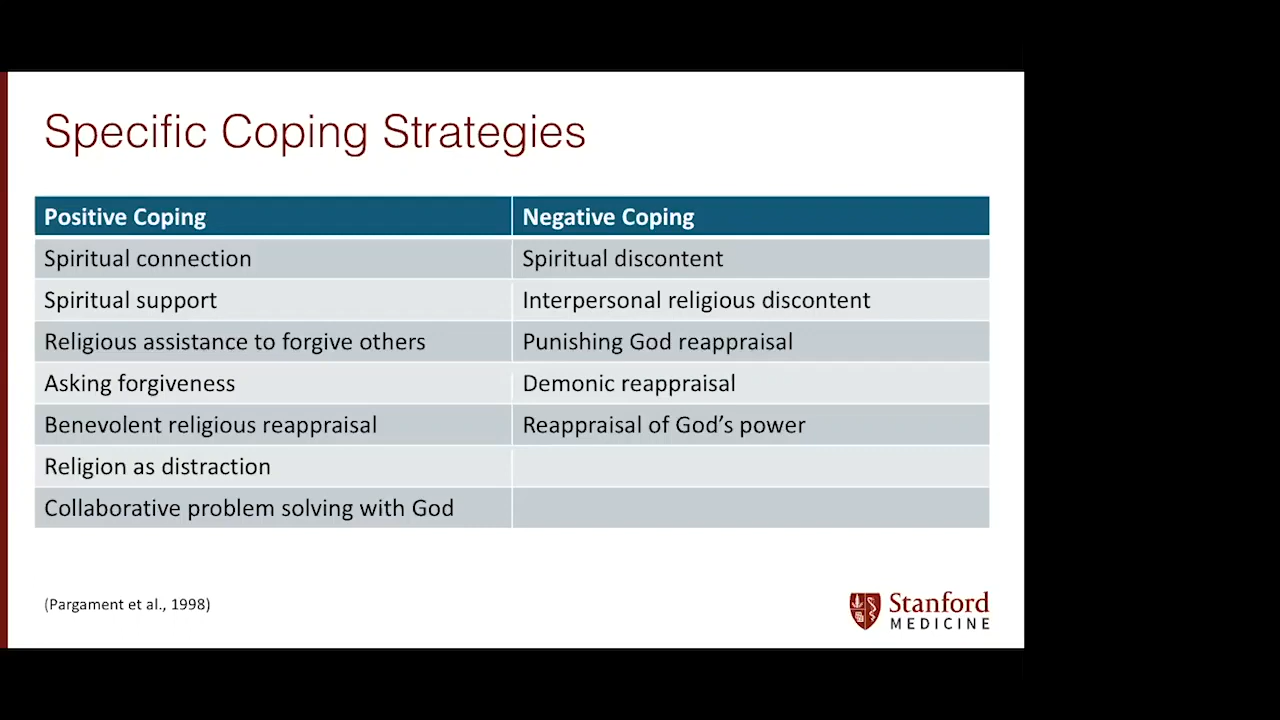 Specific Coping Strategies
Positive Coping Negative Coping
Spiritual connection Spiritual discontent
Spiritual support Interpersonal religious discontent
Religious assistance to forgive others Punishing God reappraisal
Asking forgiveness Demonic reappraisal
Benevolent religious reappraisal Reappraisal of God’s power
Religion as distraction
Collaborative problem solving with God
(Pargament et al., 1998)
Stanford
MEDICINE